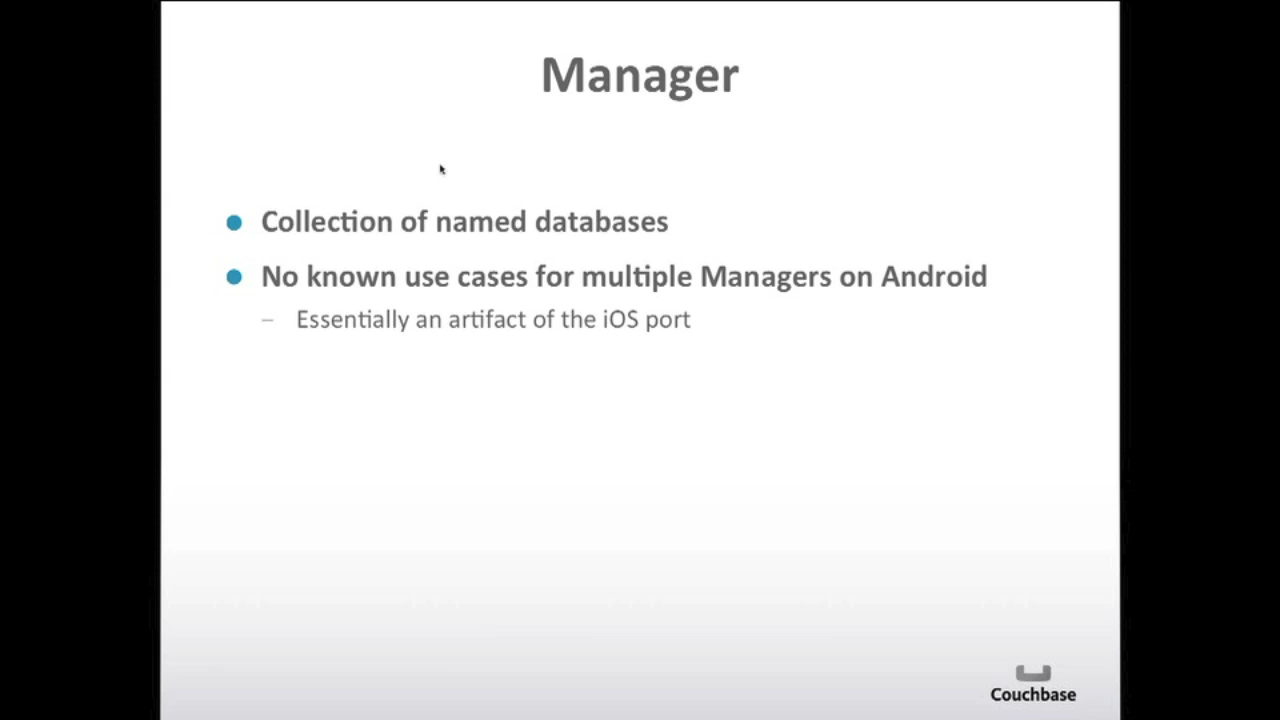 Manager
Collection of named databases
No known use cases for multiple Managers on Android
– Essentially an artifact of the iOS port
Couchbase